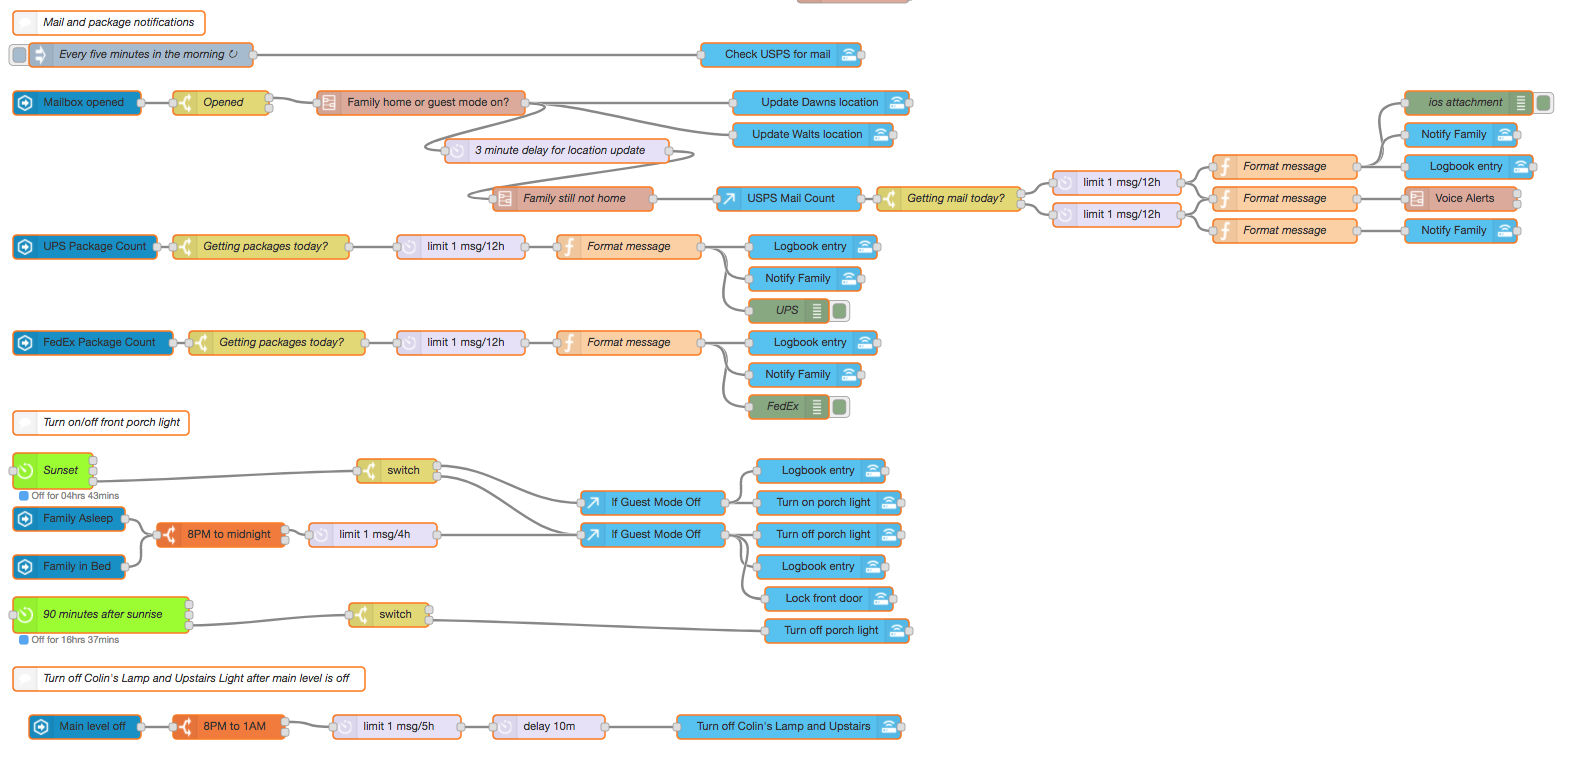 Mail and package notifications
Every five minutes in the morning ↻
Check USPS for mail
Mailbox opened
Opened
Family home or guest mode on?
Update Dawns location
Update Walts location
3 minute delay for location update
Family still not home
USPS Mail Count
Getting mail today?
limit 1 msg/12h
limit 1 msg/12h
Format message
Format message
Format message
ios attachment
Notify Family
Logbook entry
Voice Alerts
Notify Family
UPS Package Count
Getting packages today?
limit 1 msg/12h
Format message
Logbook entry
Notify Family
UPS
FedEx Package Count
Getting packages today?
limit 1 msg/12h
Format message
Logbook entry
Notify Family
FedEx
Turn on/off front porch light
Sunset
Off for 04hrs 43mins
switch
If Guest Mode Off
Logbook entry
Turn on porch light
Family Asleep
Family in Bed
8PM to midnight
limit 1 msg/4h
If Guest Mode Off
Turn off porch light
Logbook entry
Lock front door
90 minutes after sunrise
Off for 16hrs 37mins
switch
Turn off porch light
Turn off Colin's Lamp and Upstairs Light after main level is off
Main level off
8PM to 1AM
limit 1 msg/5h
delay 10m
Turn off Colin's Lamp and Upstairs